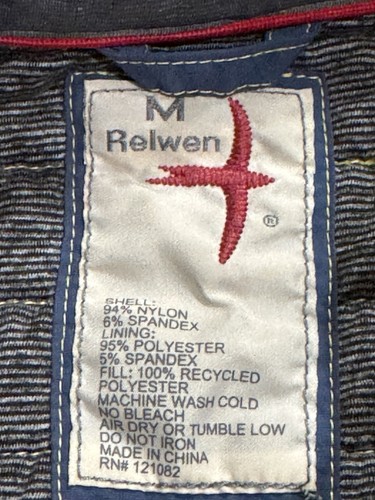 M
Relwen
®
SHELL:
94% NYLON
6% SPANDEX
LINING:
95% POLYESTER
5% SPANDEX
FILL: 100% RECYCLED
POLYESTER
MACHINE WASH COLD
NO BLEACH
AIR DRY OR TUMBLE LOW
DO NOT IRON
MADE IN CHINA
RN# 121082